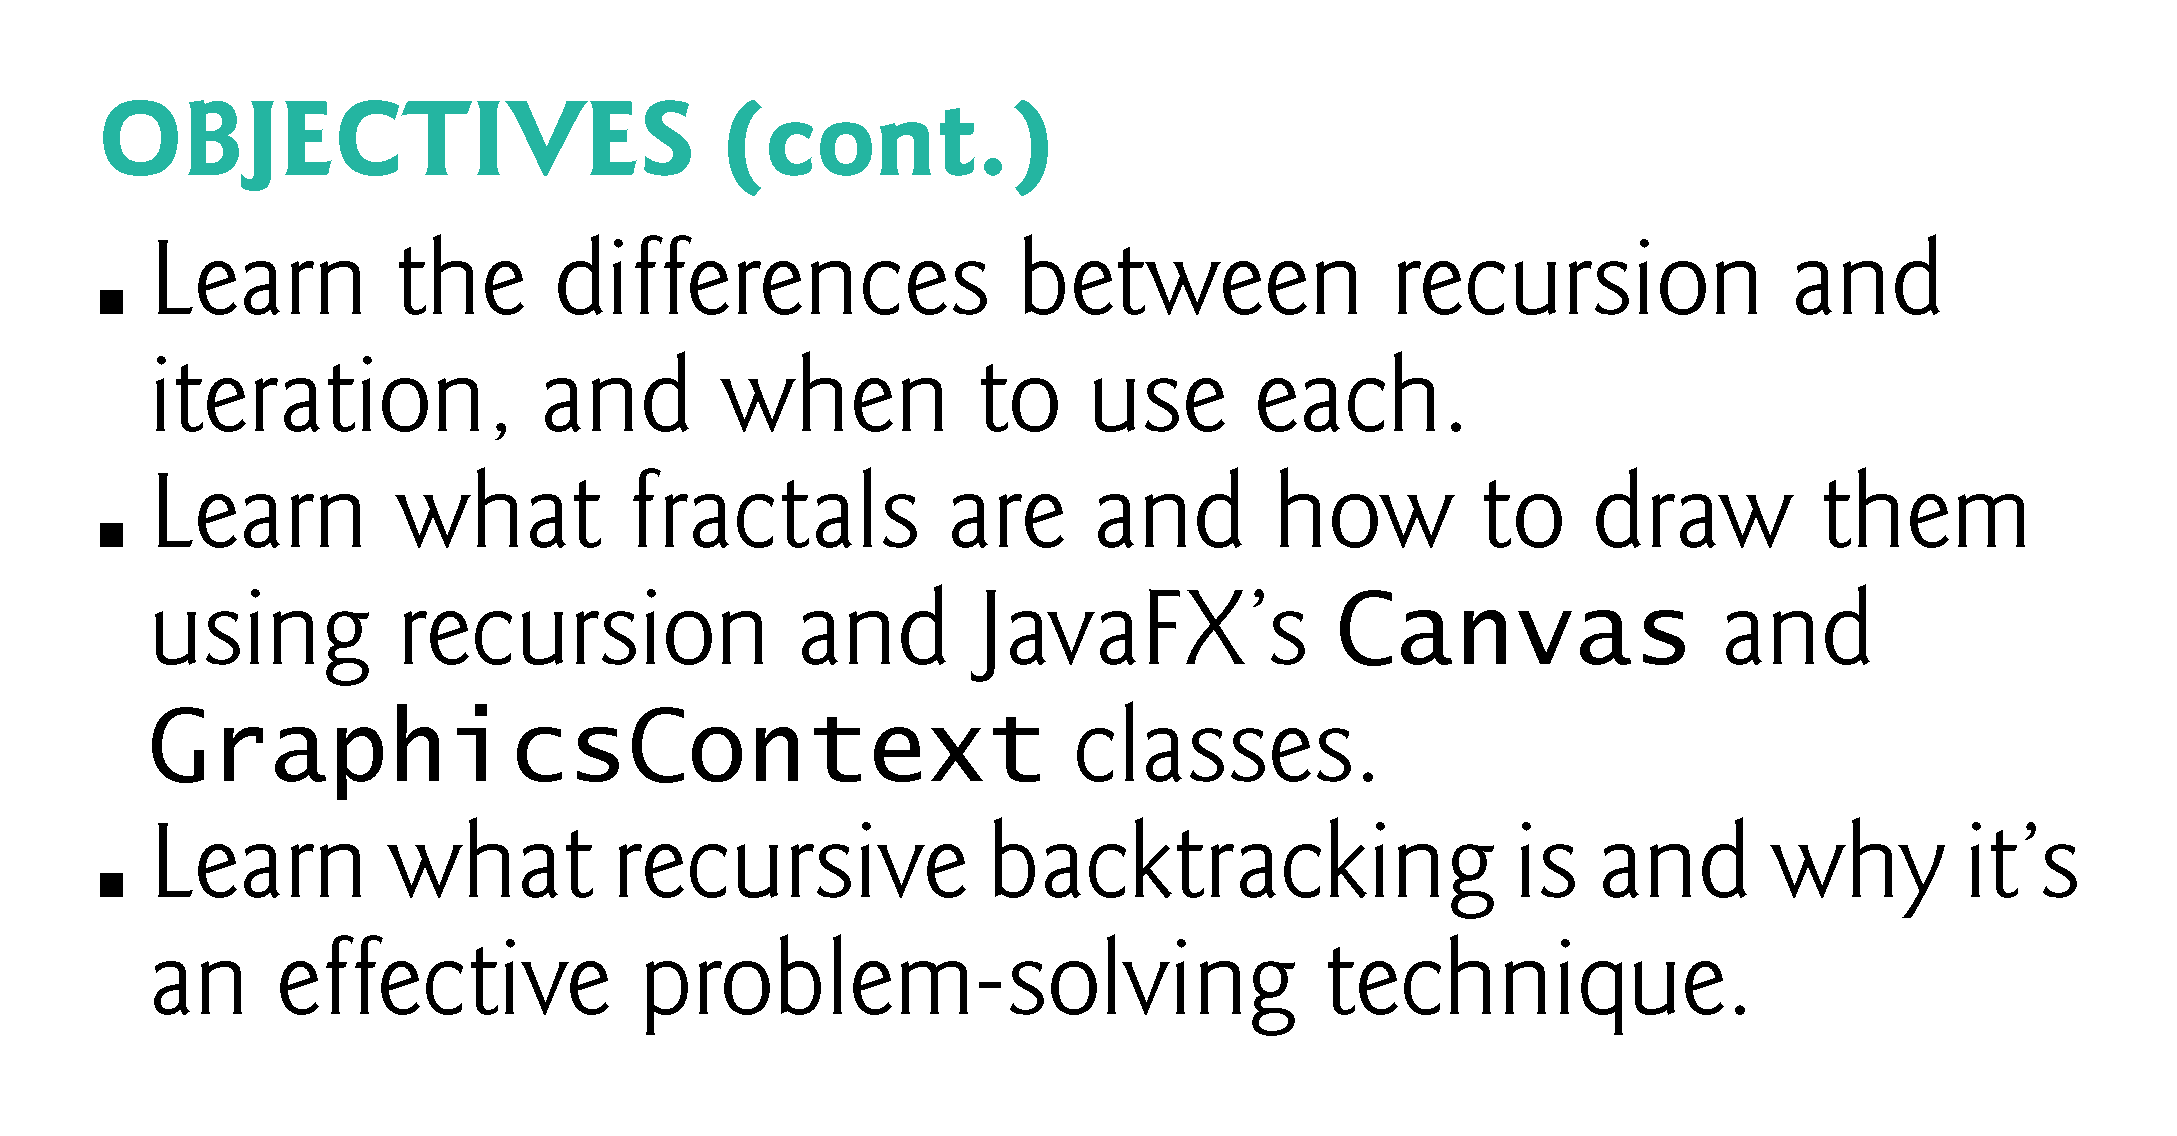 OBJECTIVES (cont.)
▪ Learn the differences between recursion and
iteration, and when to use each.
▪ Learn what fractals are and how to draw them
using recursion and JavaFX’s Canvas and
GraphicsContext classes.
▪ Learn what recursive backtracking is and why it’s
an effective problem-solving technique.